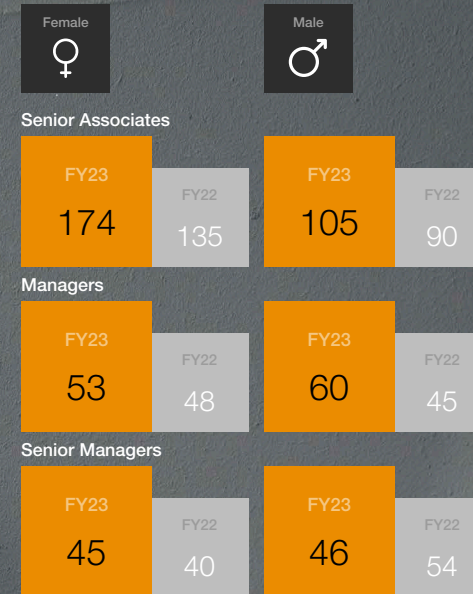 Female
Male
Senior Associates
FY23
174
FY22
135
FY23
105
FY22
90
Managers
FY23
53
FY22
48
FY23
60
FY22
45
Senior Managers
FY23
45
FY22
40
FY23
46
FY22
54